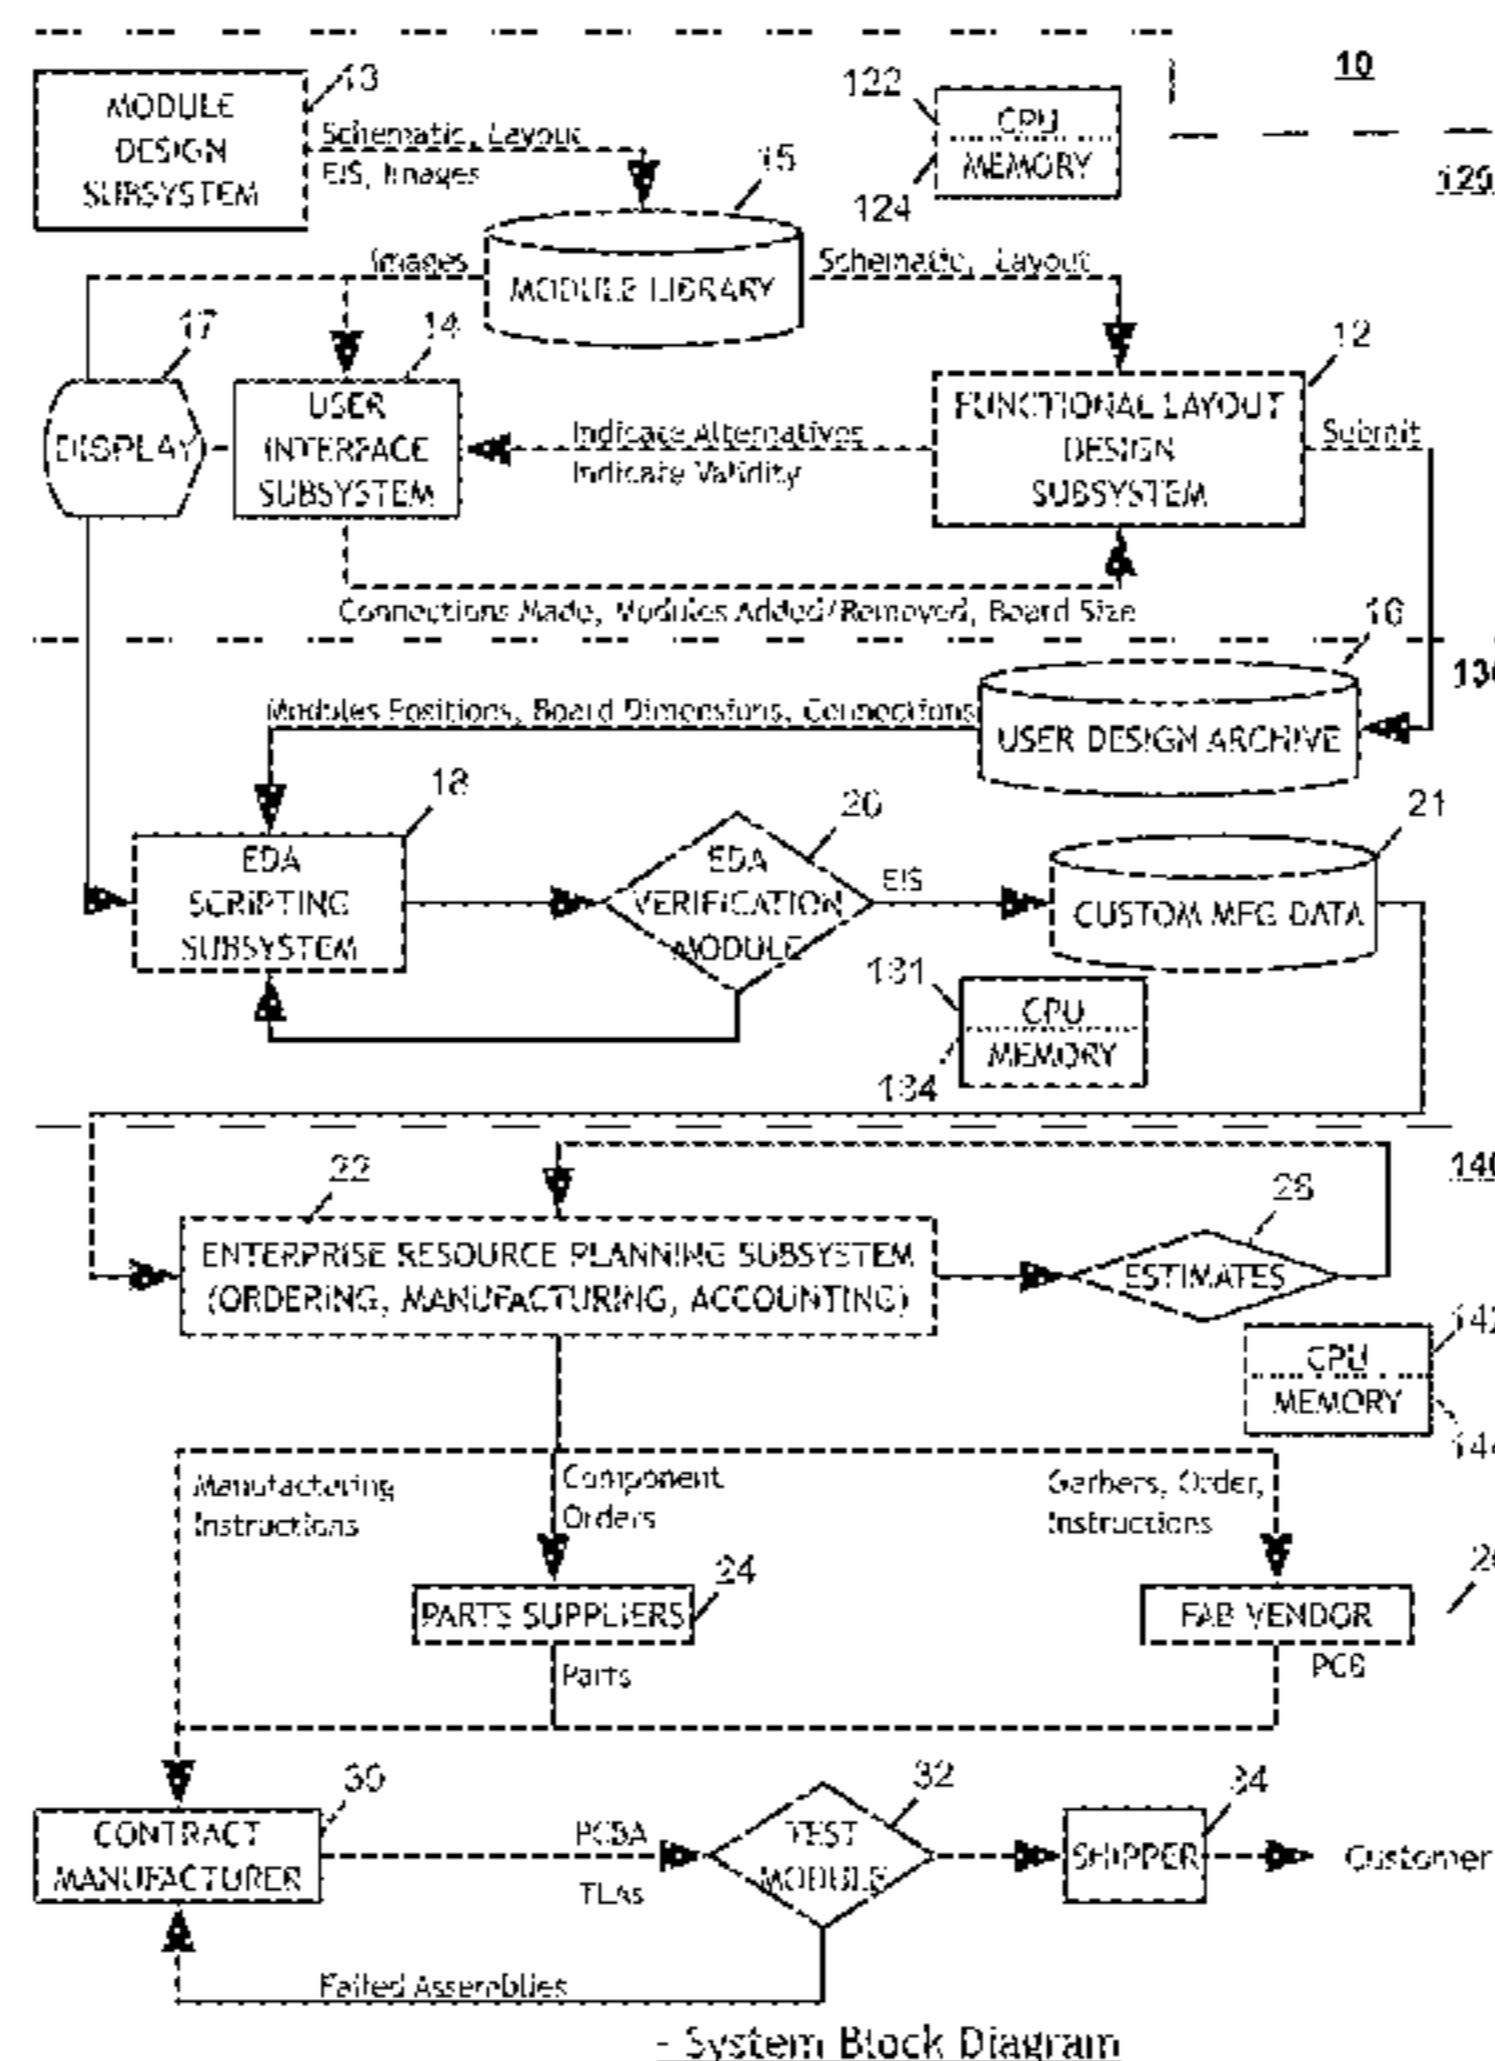 10
13
MODULE
DESIGN
SUBSYSTEM
Schematic, Layout
EIS, Images
122
CPU
MEMORY
124
120
15
Images
MODULE LIBRARY
Schematic, Layout
17
14
12
DISPLAY
USER
INTERFACE
SUBSYSTEM
Indicate Alternatives
Indicate Validity
FUNCTIONAL LAYOUT
DESIGN
SUBSYSTEM
Submit
Connections Made, Modules Added/Removed, Board Size
16
Modules Positions, Board Dimensions, Connections
USER DESIGN ARCHIVE
18
20
21
EDA
SCRIPTING
SUBSYSTEM
EDA
VERIFICATION
MODULE
EIS
CUSTOM MFG DATA
131
CPU
MEMORY
134
22
28
ENTERPRISE RESOURCE PLANNING SUBSYSTEM
(ORDERING, MANUFACTURING, ACCOUNTING)
ESTIMATES
CPU
MEMORY
Manufacturing
Instructions
Component
Orders
Gerbers, Order,
Instructions
24
PARTS SUPPLIERS
FAB VENDOR
Parts
PCB
30
32
34
CONTRACT
MANUFACTURER
PCBA
TLAs
TEST
MODULE
SHIPPER
Customer
Failed Assemblies
- System Block Diagram